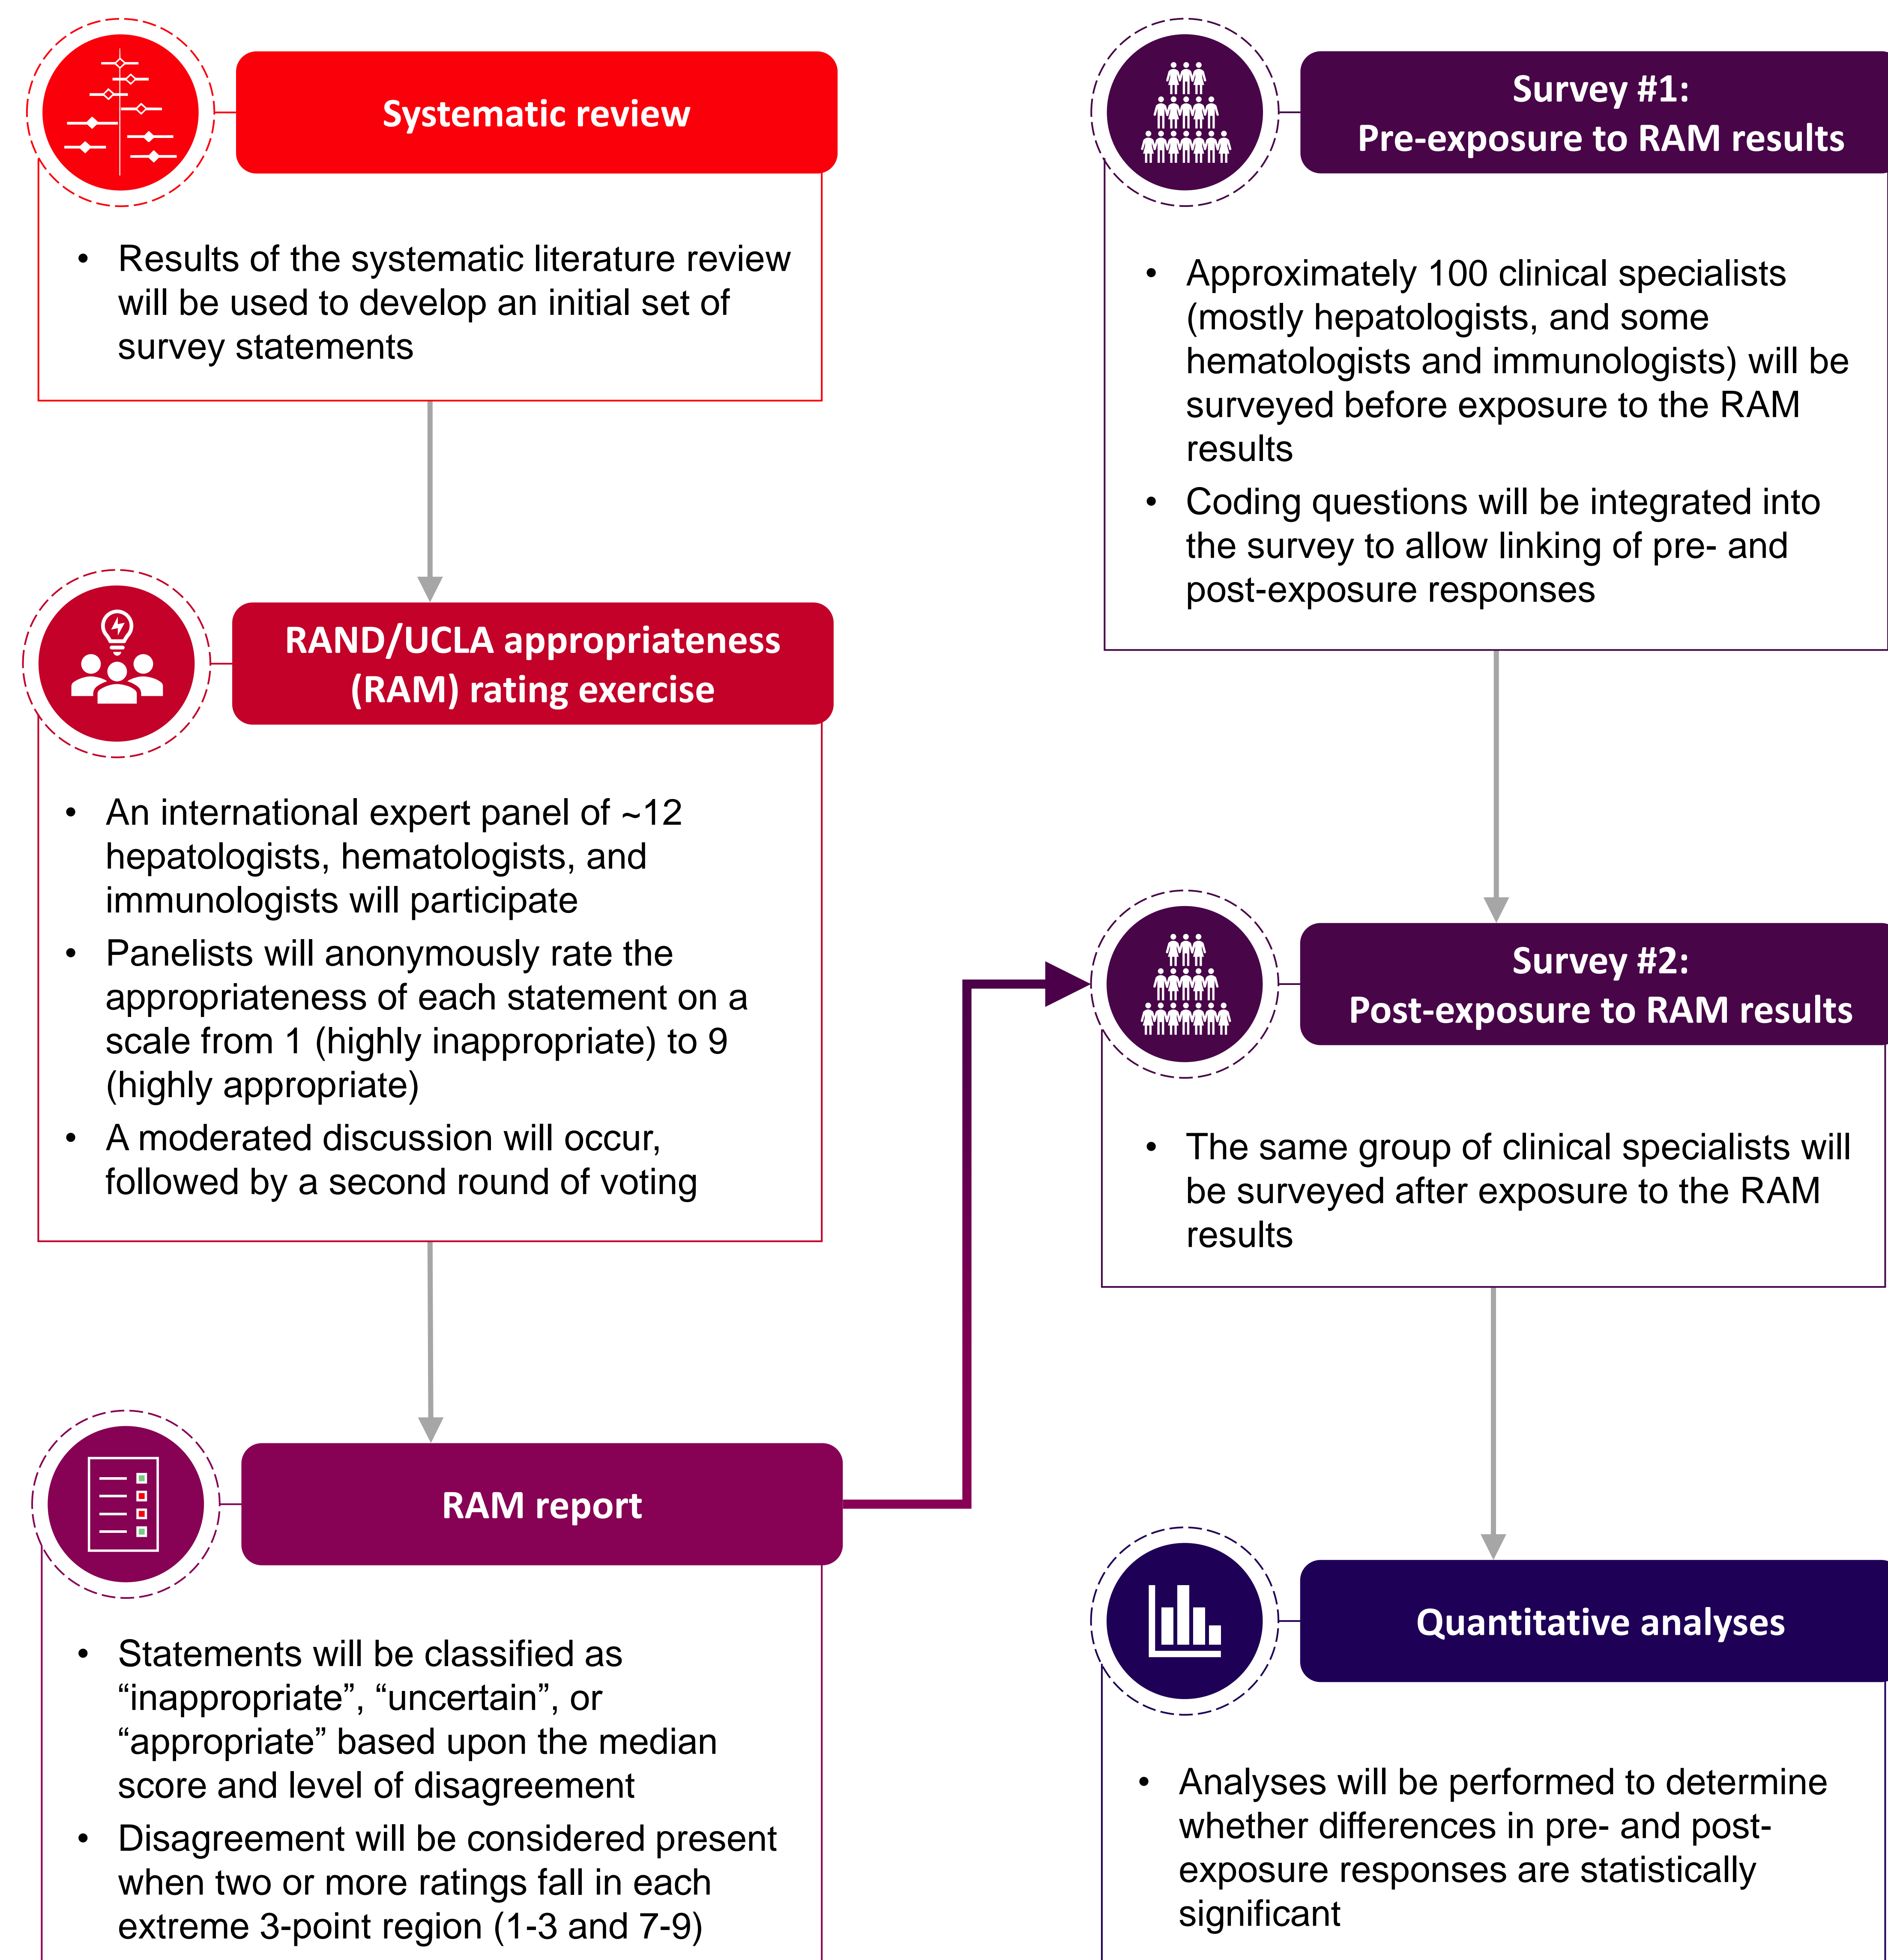 Systematic review
• Results of the systematic literature review
will be used to develop an initial set of
survey statements
RAND/UCLA appropriateness
(RAM) rating exercise
• An international expert panel of ~12
hepatologists, hematologists, and
immunologists will participate
• Panelists will anonymously rate the
appropriateness of each statement on a
scale from 1 (highly inappropriate) to 9
(highly appropriate)
• A moderated discussion will occur,
followed by a second round of voting
RAM report
• Statements will be classified as
“inappropriate”, “uncertain”, or
“appropriate” based upon the median
score and level of disagreement
• Disagreement will be considered present
when two or more ratings fall in each
extreme 3-point region (1-3 and 7-9)
Survey #1:
Pre-exposure to RAM results
• Approximately 100 clinical specialists
(mostly hepatologists, and some
hematologists and immunologists) will be
surveyed before exposure to the RAM
results
• Coding questions will be integrated into
the survey to allow linking of pre- and
post-exposure responses
Survey #2:
Post-exposure to RAM results
• The same group of clinical specialists will
be surveyed after exposure to the RAM
results
Quantitative analyses
• Analyses will be performed to determine
whether differences in pre- and post-
exposure responses are statistically
significant